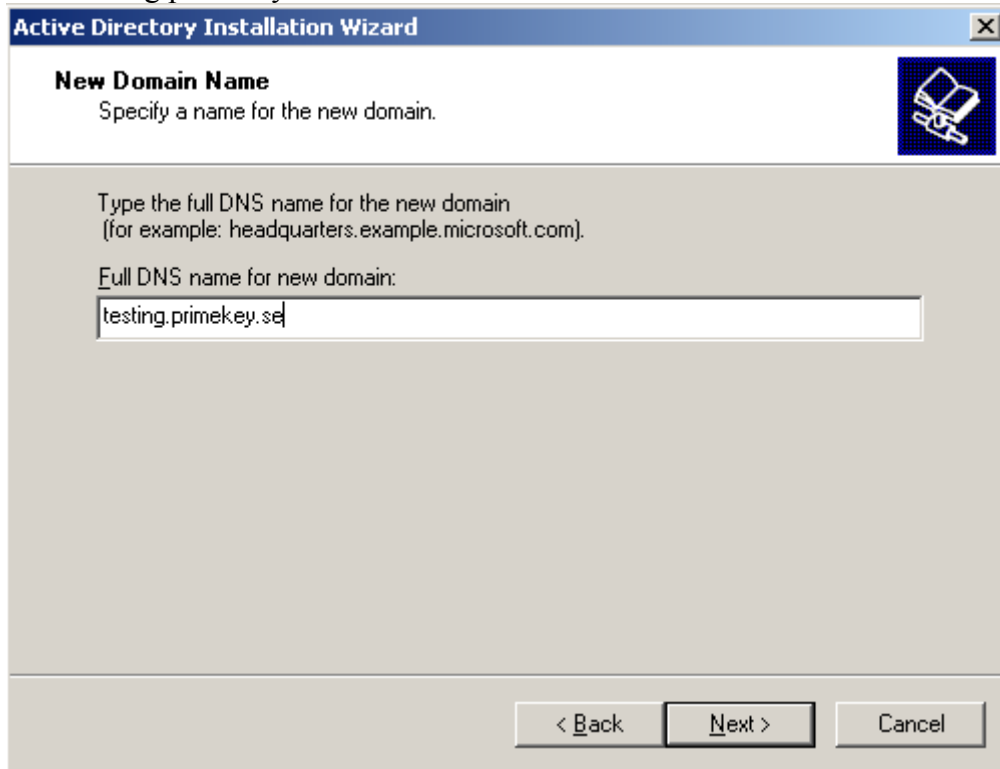 Active Directory Installation Wizard
New Domain Name
Specify a name for the new domain.
Type the full DNS name for the new domain
(for example: headquarters.example.microsoft.com).
Full DNS name for new domain:
testing.primekey.se
< Back Next > Cancel